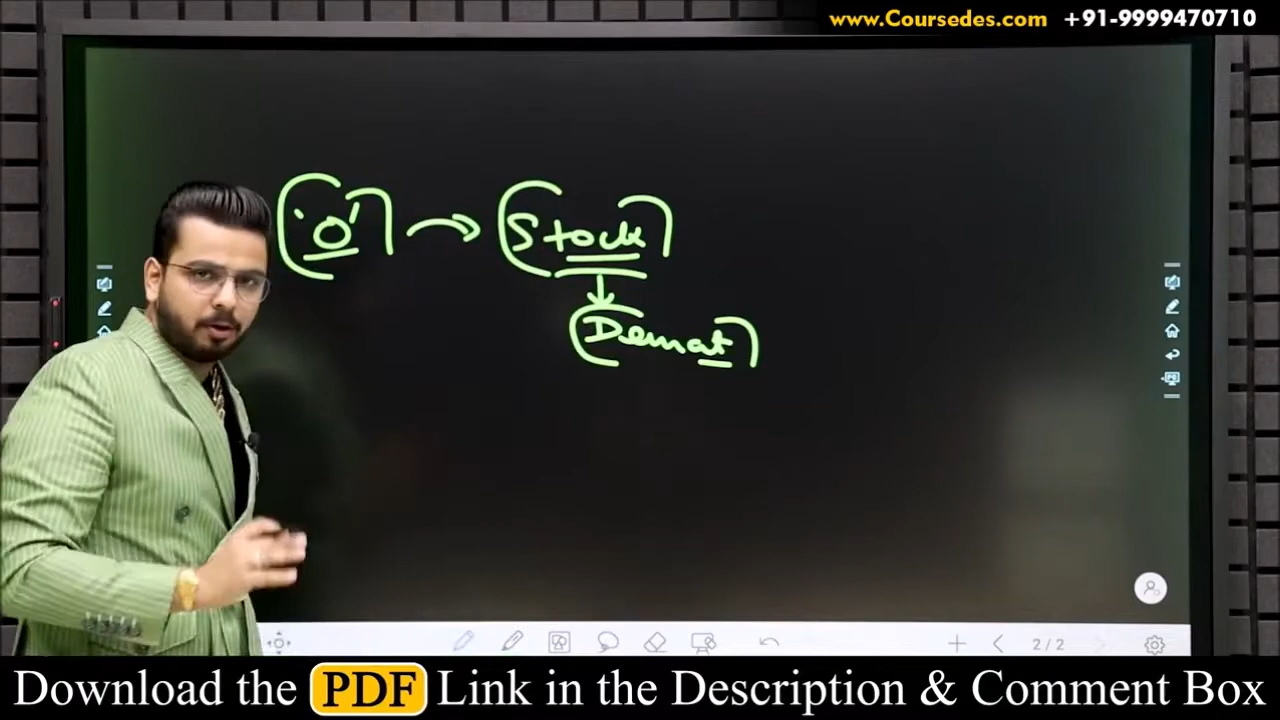 www.Coursedes.com +91-9999470710
'0' → Stock
Demat
2/2
Download the PDF Link in the Description & Comment Box